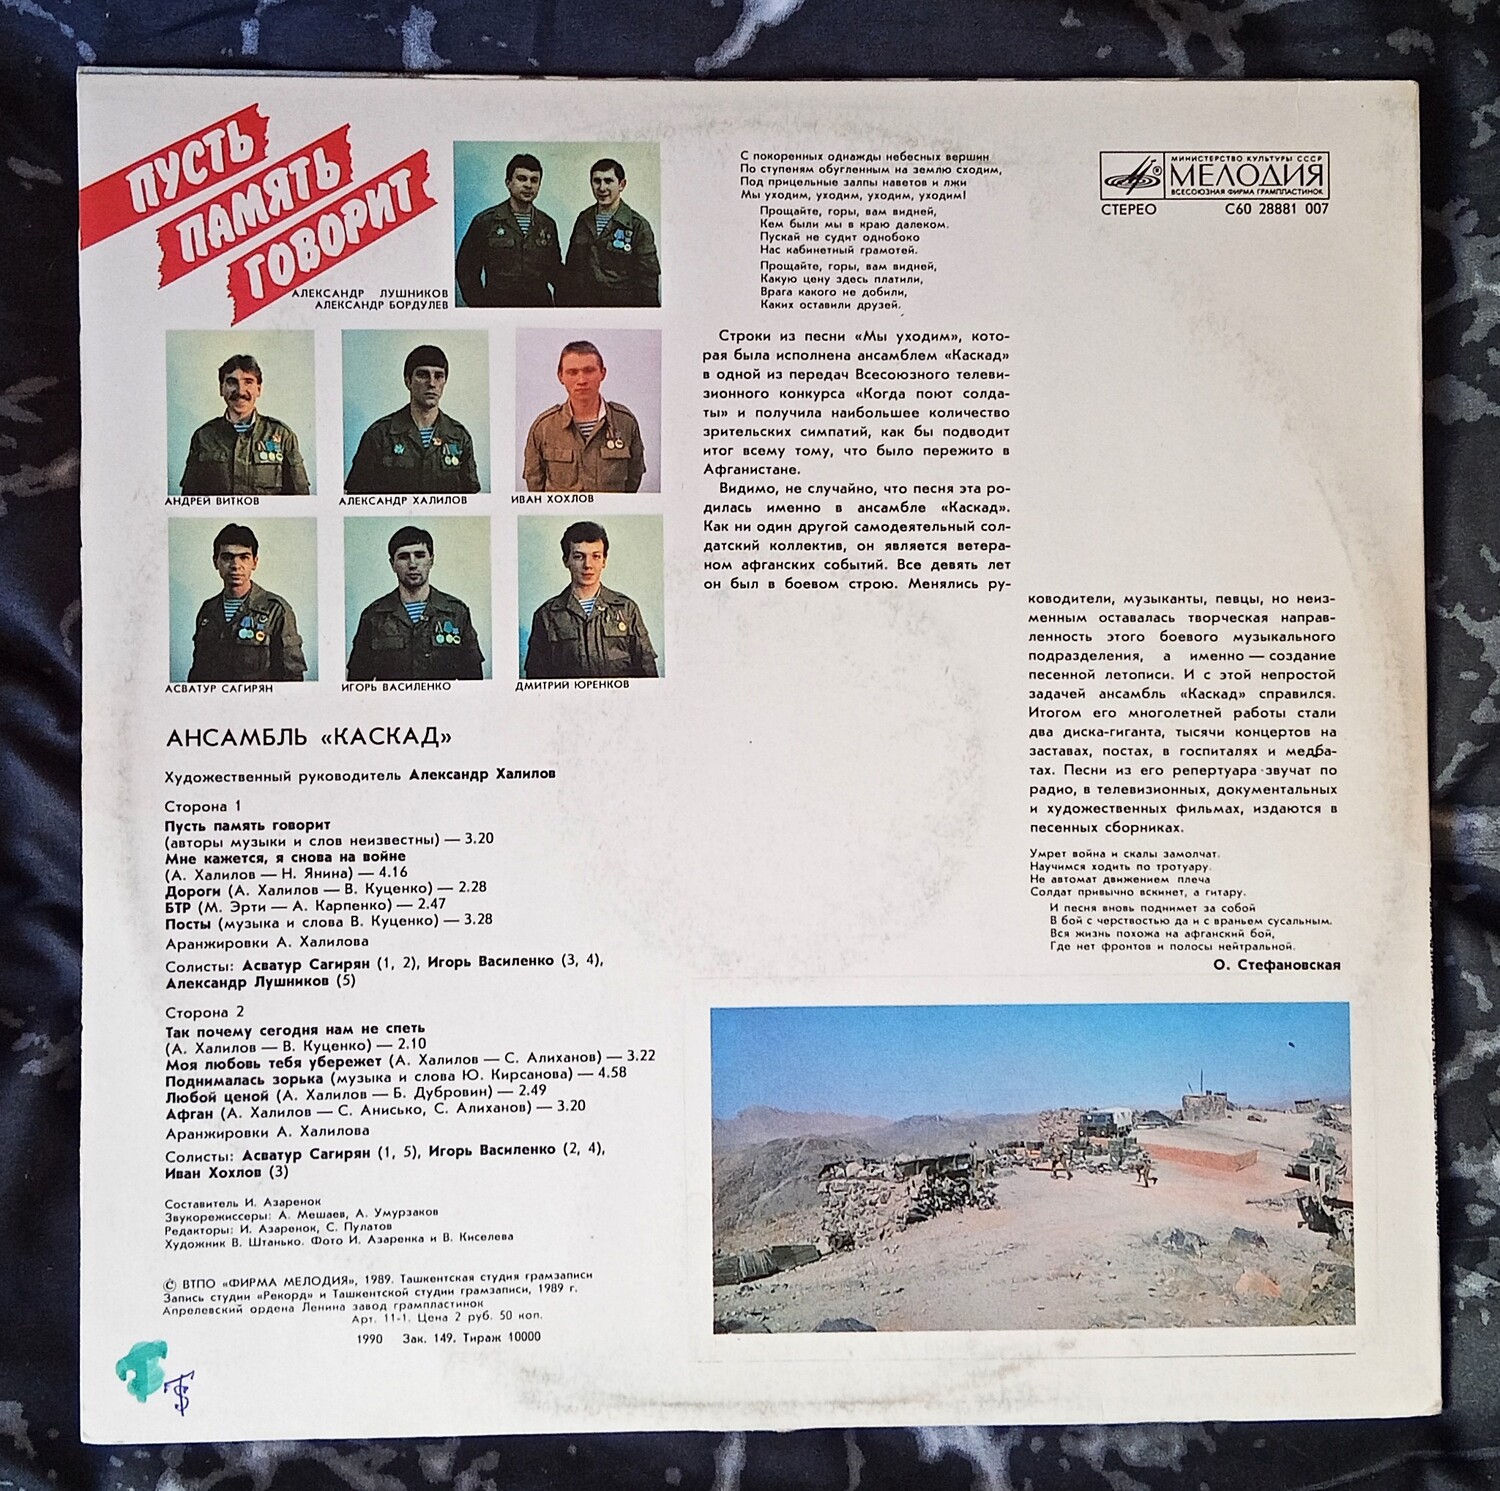 ПУСТЬ
ПАМЯТЬ
ГОВОРИТ
АЛЕКСАНДР ЛУШНИКОВ
АЛЕКСАНДР БОРДУЛЕВ
АНДРЕЙ ВИТКОВ
АЛЕКСАНДР ХАЛИЛОВ
ИВАН ХОХЛОВ
АСВАТУР САГИРЯН
ИГОРЬ ВАСИЛЕНКО
ДМИТРИЙ ЮРЕНКОВ
АНСАМБЛЬ «КАСКАД»
Художественный руководитель Александр Халилов
Сторона 1
Пусть память говорит
(авторы музыки и слов неизвестны) — 3.20
Мне кажется, я снова на войне
(А. Халилов — Н. Янина) — 4.16
Дороги (А. Халилов — В. Куценко) — 2.28
БТР (М. Эрти — А. Карпенко) — 2.47
Посты (музыка и слова В. Куценко) — 3.28
Аранжировки А. Халилова
Солисты: Асватур Сагирян (1, 2), Игорь Василенко (3, 4),
Александр Лушников (5)
Сторона 2
Так почему сегодня нам не спеть
(А. Халилов — В. Куценко) — 2.10
Моя любовь тебя убережет (А. Халилов — С. Алиханов) — 3.22
Поднималась зорька (музыка и слова Ю. Кирсанова) — 4.58
Любой ценой (А. Халилов — Б. Дубровин) — 2.49
Афган (А. Халилов — С. Анисько, С. Алиханов) — 3.20
Аранжировки А. Халилова
Солисты: Асватур Сагирян (1, 5), Игорь Василенко (2, 4),
Иван Хохлов (3)
Составитель И. Азаренок
Звукорежиссеры: А. Мешаев, А. Умурзаков
Редакторы: И. Азаренок, С. Пулатов
Художник В. Штанько. Фото И. Азаренка и В. Киселева
© ВТПО «ФИРМА МЕЛОДИЯ», 1989. Ташкентская студия грамзаписи
Запись студии «Рекорд» и Ташкентской студии грамзаписи, 1989 г.
Апрелевский ордена Ленина завод грампластинок
Арт. 11-1. Цена 2 руб. 50 коп.
1990 Зак. 149. Тираж 10000
С покоренных однажды небесных вершин
По ступеням обугленным на землю сходим,
Под прицельные залпы наветов и лжи
Мы уходим, уходим, уходим, уходим!
Прощайте, горы, вам видней,
Кем были мы в краю далеком.
Пускай не судит однобоко
Нас кабинетный грамотей.
Прощайте, горы, вам видней,
Какую цену здесь платили,
Врага какого не добили,
Каких оставили друзей.
Строки из песни «Мы уходим», кото-
рая была исполнена ансамблем «Каскад»
в одной из передач Всесоюзного телеви-
зионного конкурса «Когда поют солда-
ты» и получила наибольшее количество
зрительских симпатий, как бы подводит
итог всему тому, что было пережито в
Афганистане.
Видимо, не случайно, что песня эта ро-
дилась именно в ансамбле «Каскад».
Как ни один другой самодеятельный сол-
датский коллектив, он является ветера-
ном афганских событий. Все девять лет
он был в боевом строю. Менялись ру-
МИНИСТЕРСТВО КУЛЬТУРЫ СССР
МЕЛОДИЯ
ВСЕСОЮЗНАЯ ФИРМА ГРАМПЛАСТИНОК
СТЕРЕО С60 28881 007
ководители, музыканты, певцы, но неиз-
менным оставалась творческая направ-
ленность этого боевого музыкального
подразделения, а именно — создание
песенной летописи. И с этой непростой
задачей ансамбль «Каскад» справился.
Итогом его многолетней работы стали
два диска-гиганта, тысячи концертов на
заставах, постах, в госпиталях и медба-
тах. Песни из его репертуара звучат по
радио, в телевизионных, документальных
и художественных фильмах, издаются в
песенных сборниках.
Умрет война и скалы замолчат.
Научимся ходить по тротуару.
Не автомат движением плеча
Солдат привычно вскинет, а гитару.
И песня вновь поднимет за собой
В бой с черствостью да и с враньем сусальным.
Вся жизнь похожа на афганский бой,
Где нет фронтов и полосы нейтральной.
О. Стефановская